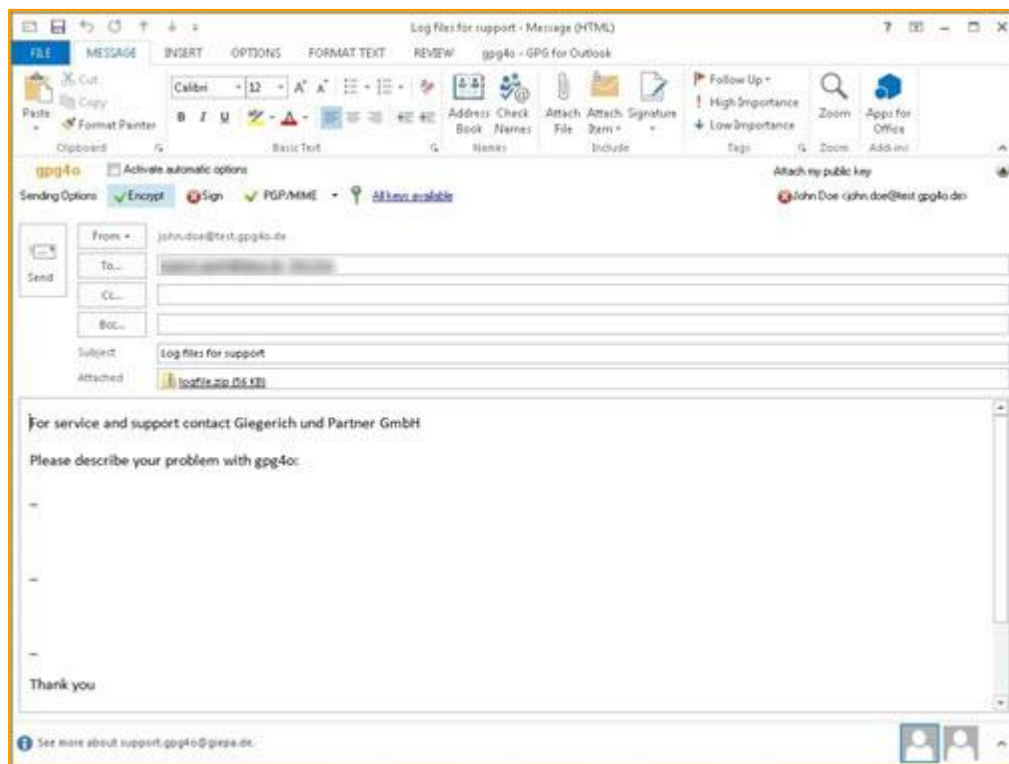 Log files for support - Message (HTML)
FILE MESSAGE INSERT OPTIONS FORMAT TEXT REVIEW gpg4o - GPG for Outlook
Paste
Cut
Copy
Format Painter
Clipboard
Calibri 12
B I U
Basic Text
Address Book
Check Names
Names
Attach File
Attach Item
Signature
Include
Follow Up
High Importance
Low Importance
Tags
Zoom
Zoom
Apps for Office
Add-ins
gpg4o Activate automatic options Attach my public key
Sending Options Encrypt Sign PGP/MIME All keys available John Doe <john.doe@test.gpg4o.de>
Send
From john.doe@test.gpg4o.de
To...
Cc...
Bcc...
Subject Log files for support
Attached logfile.zip (56 KB)
For service and support contact Giegerich und Partner GmbH
Please describe your problem with gpg4o:
–
–
–
Thank you
See more about support.gpg4o@giepa.de.